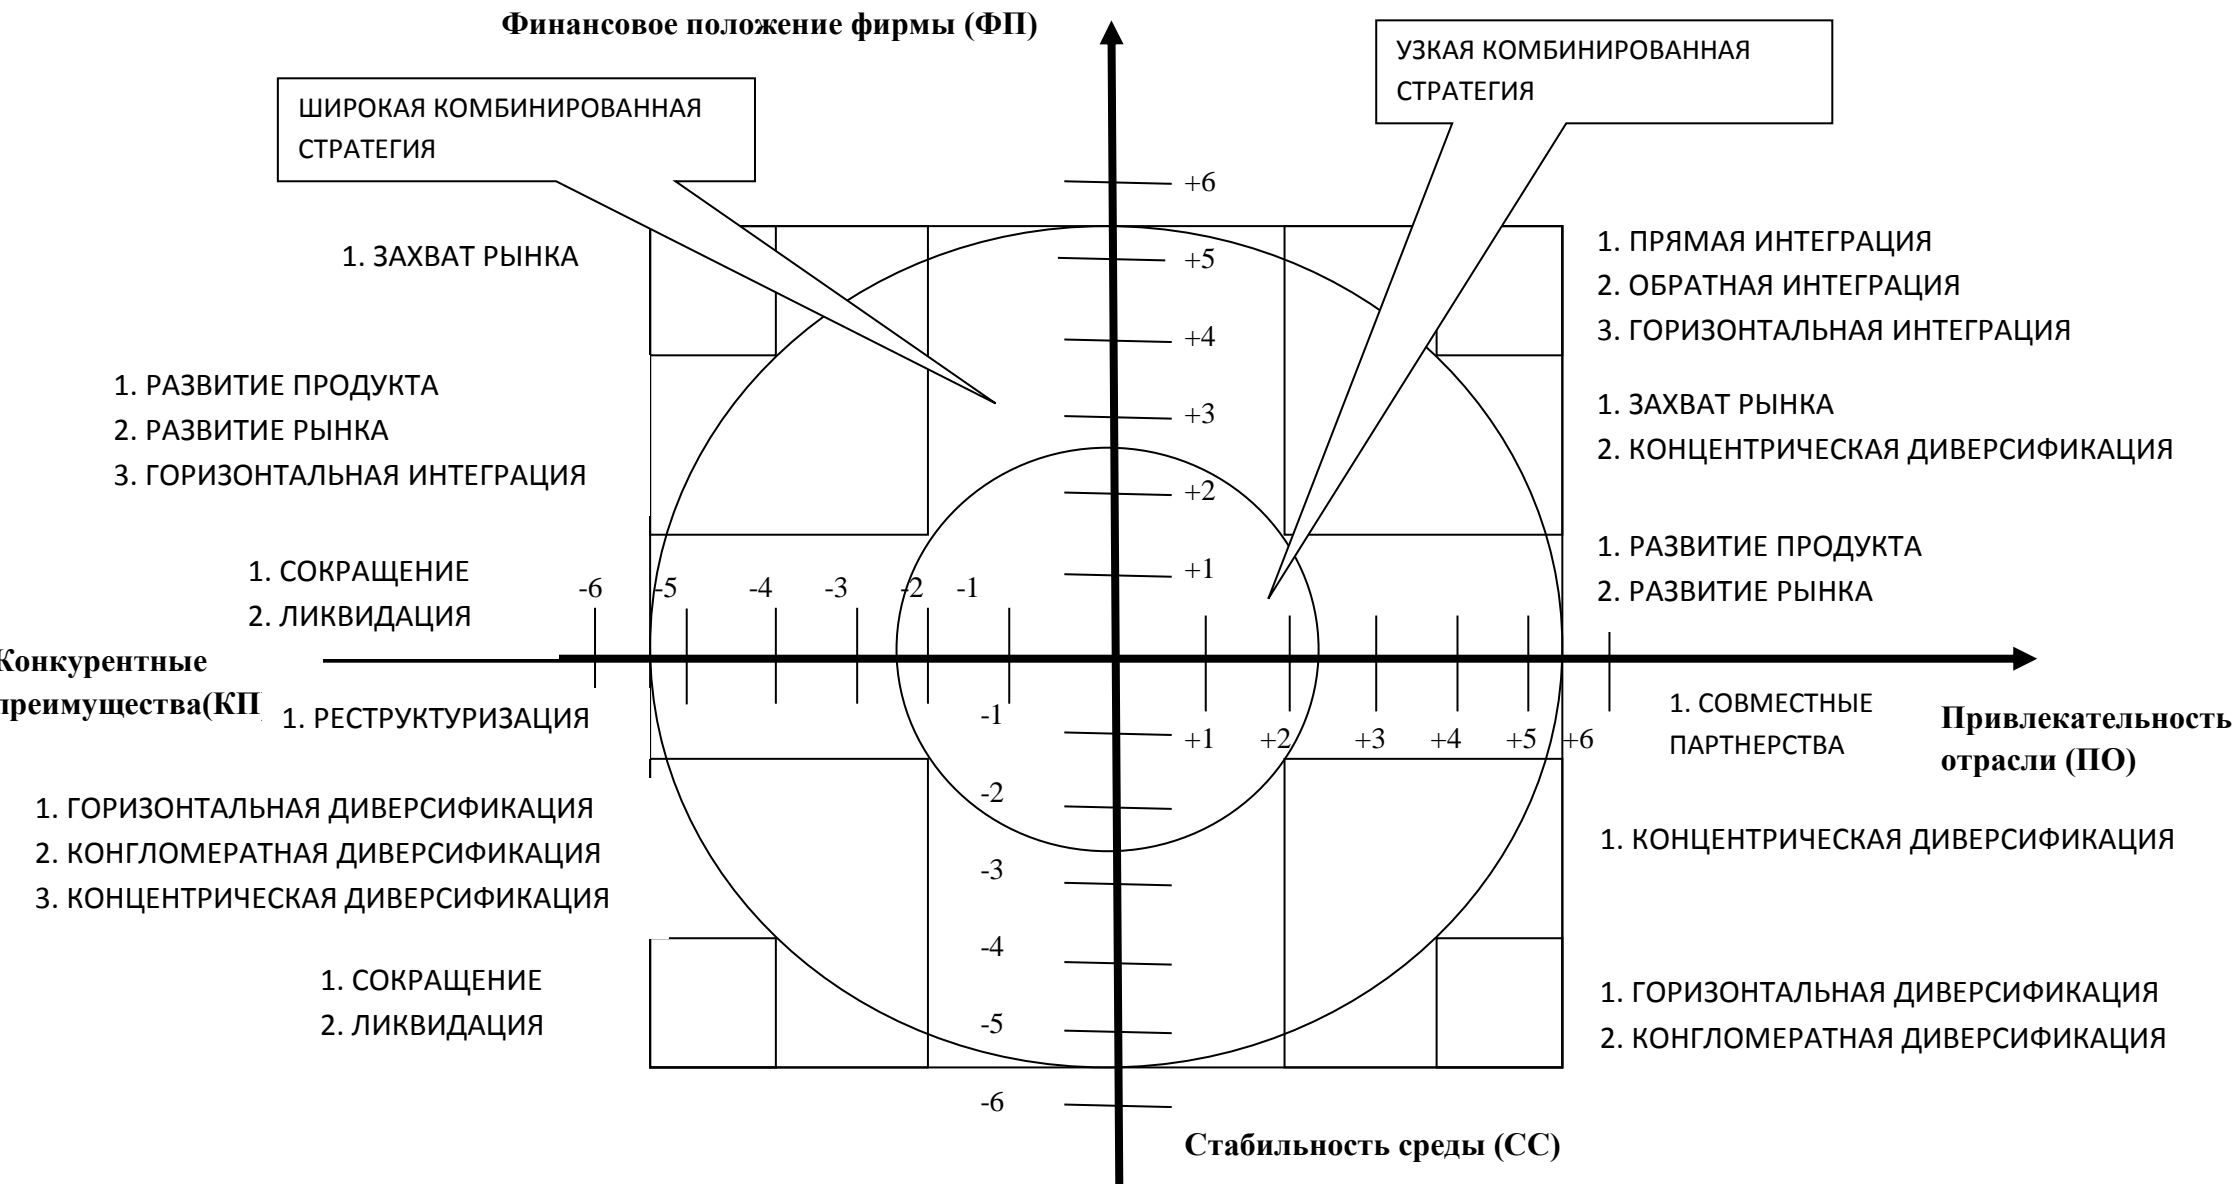 Финансовое положение фирмы (ФП)
УЗКАЯ КОМБИНИРОВАННАЯ
СТРАТЕГИЯ
ШИРОКАЯ КОМБИНИРОВАННАЯ
СТРАТЕГИЯ
+6
+5
+4
+3
+2
+1
1. ЗАХВАТ РЫНКА
1. ПРЯМАЯ ИНТЕГРАЦИЯ
2. ОБРАТНАЯ ИНТЕГРАЦИЯ
3. ГОРИЗОНТАЛЬНАЯ ИНТЕГРАЦИЯ
1. РАЗВИТИЕ ПРОДУКТА
2. РАЗВИТИЕ РЫНКА
3. ГОРИЗОНТАЛЬНАЯ ИНТЕГРАЦИЯ
1. ЗАХВАТ РЫНКА
2. КОНЦЕНТРИЧЕСКАЯ ДИВЕРСИФИКАЦИЯ
1. СОКРАЩЕНИЕ
2. ЛИКВИДАЦИЯ
-6 -5 -4 -3 -2 -1
1. РАЗВИТИЕ ПРОДУКТА
2. РАЗВИТИЕ РЫНКА
Конкурентные
преимущества(КП
1. РЕСТРУКТУРИЗАЦИЯ
+1 +2 +3 +4 +5 +6
1. СОВМЕСТНЫЕ
ПАРТНЕРСТВА
Привлекательность
отрасли (ПО)
-1
-2
-3
-4
-5
-6
1. ГОРИЗОНТАЛЬНАЯ ДИВЕРСИФИКАЦИЯ
2. КОНГЛОМЕРАТНАЯ ДИВЕРСИФИКАЦИЯ
3. КОНЦЕНТРИЧЕСКАЯ ДИВЕРСИФИКАЦИЯ
1. КОНЦЕНТРИЧЕСКАЯ ДИВЕРСИФИКАЦИЯ
1. СОКРАЩЕНИЕ
2. ЛИКВИДАЦИЯ
1. ГОРИЗОНТАЛЬНАЯ ДИВЕРСИФИКАЦИЯ
2. КОНГЛОМЕРАТНАЯ ДИВЕРСИФИКАЦИЯ
Стабильность среды (СС)